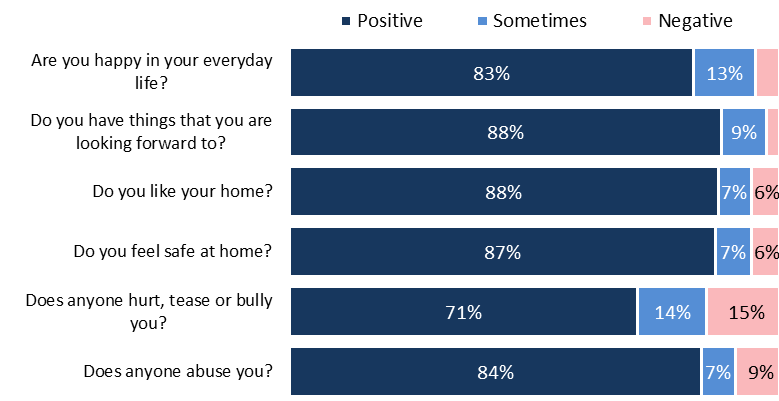 Positive Sometimes Negative
Are you happy in your everyday
life?
83% 13%
Do you have things that you are
looking forward to?
88% 9%
Do you like your home?
88% 7% 6%
Do you feel safe at home?
87% 7% 6%
Does anyone hurt, tease or bully
you?
71% 14% 15%
Does anyone abuse you?
84% 7% 9%